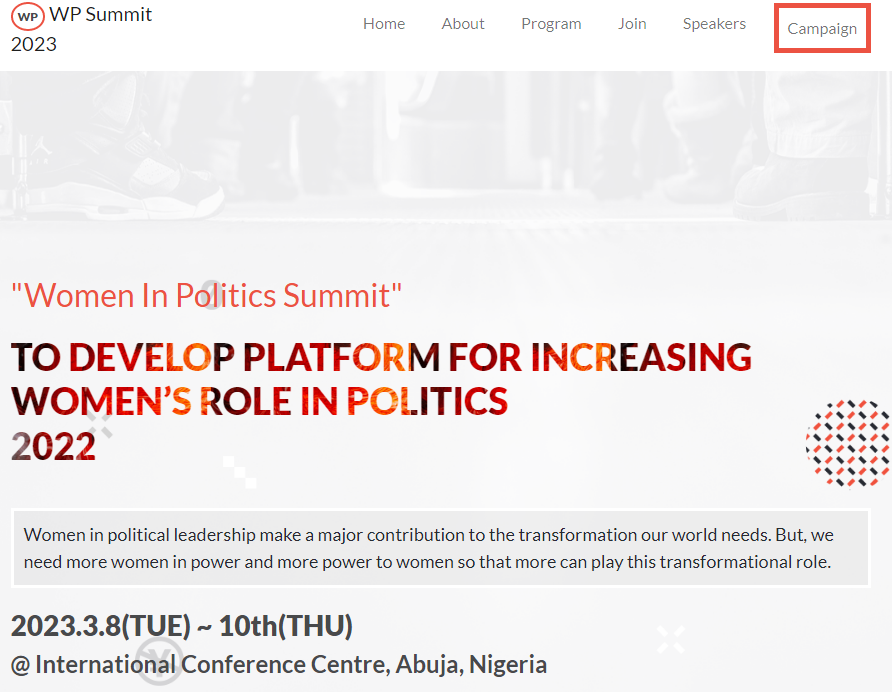 WP WP Summit
2023
Home About Program Join Speakers Campaign
"Women In Politics Summit"
TO DEVELOP PLATFORM FOR INCREASING
WOMEN’S ROLE IN POLITICS
2022
Women in political leadership make a major contribution to the transformation our world needs. But, we
need more women in power and more power to women so that more can play this transformational role.
2023.3.8(TUE) ~ 10th(THU)
@ International Conference Centre, Abuja, Nigeria